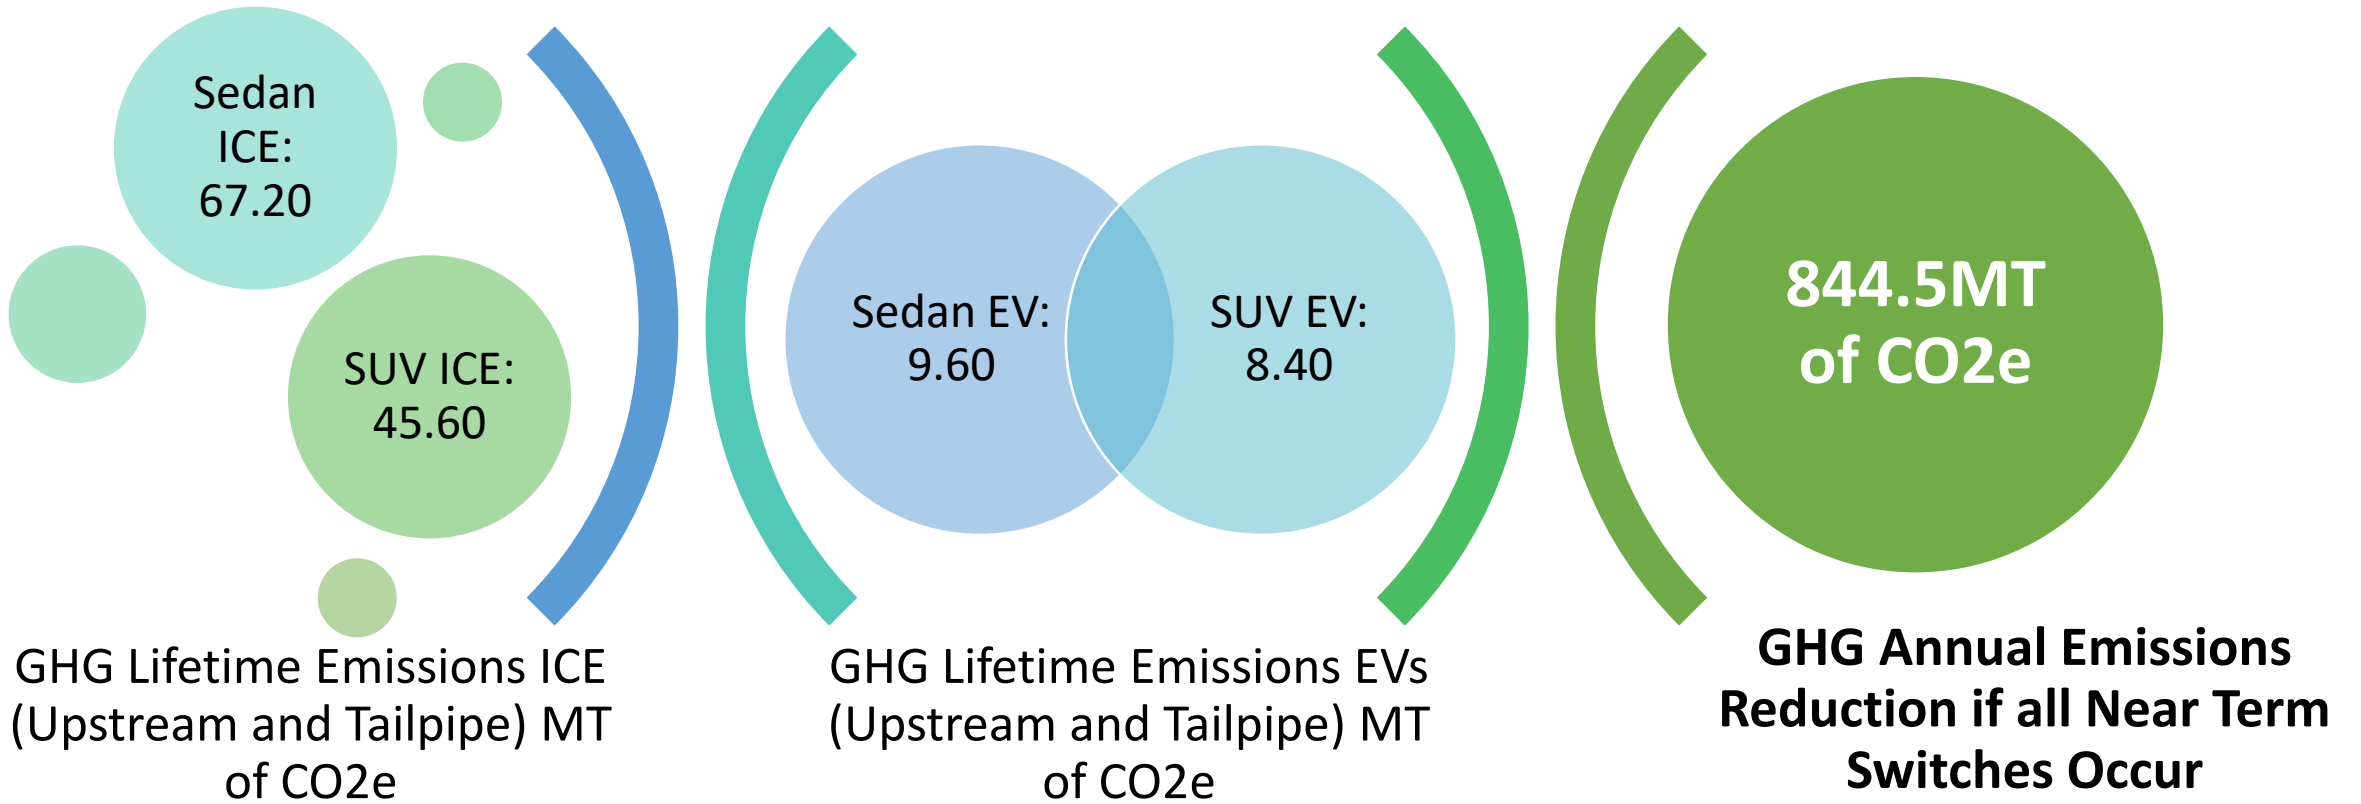 Sedan
ICE:
67.20
SUV ICE:
45.60
GHG Lifetime Emissions ICE
(Upstream and Tailpipe) MT
of CO2e
Sedan EV:
9.60
SUV EV:
8.40
GHG Lifetime Emissions EVs
(Upstream and Tailpipe) MT
of CO2e
844.5MT
of CO2e
GHG Annual Emissions
Reduction if all Near Term
Switches Occur